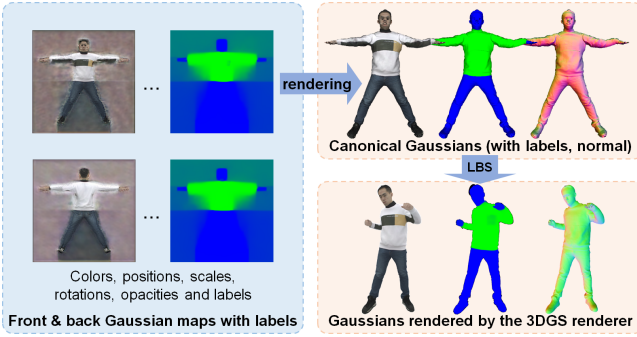 ... 
rendering
...
Colors, positions, scales,
rotations, opacities and labels
Front & back Gaussian maps with labels
Canonical Gaussians (with labels, normal)
LBS
Gaussians rendered by the 3DGS renderer